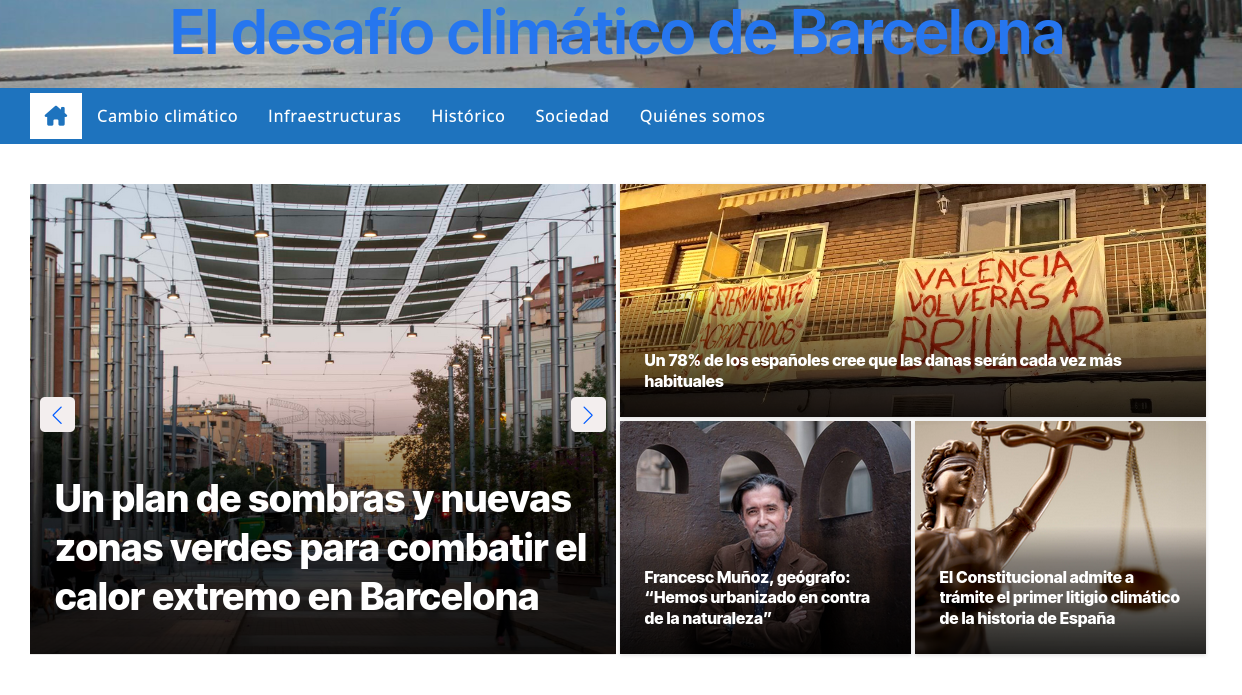 El desafío climático de Barcelona
Cambio climático Infraestructuras Histórico Sociedad Quiénes somos
Un plan de sombras y nuevas
zonas verdes para combatir el
calor extremo en Barcelona
ETERNAMENTE
AGRADECIDOS
VALENCIA
VOLVERÁS A
BRILLAR
Un 78% de los españoles cree que las danas serán cada vez más
habituales
Francesc Muñoz, geógrafo:
“Hemos urbanizado en contra
de la naturaleza”
El Constitucional admite a
trámite el primer litigio climático
de la historia de España